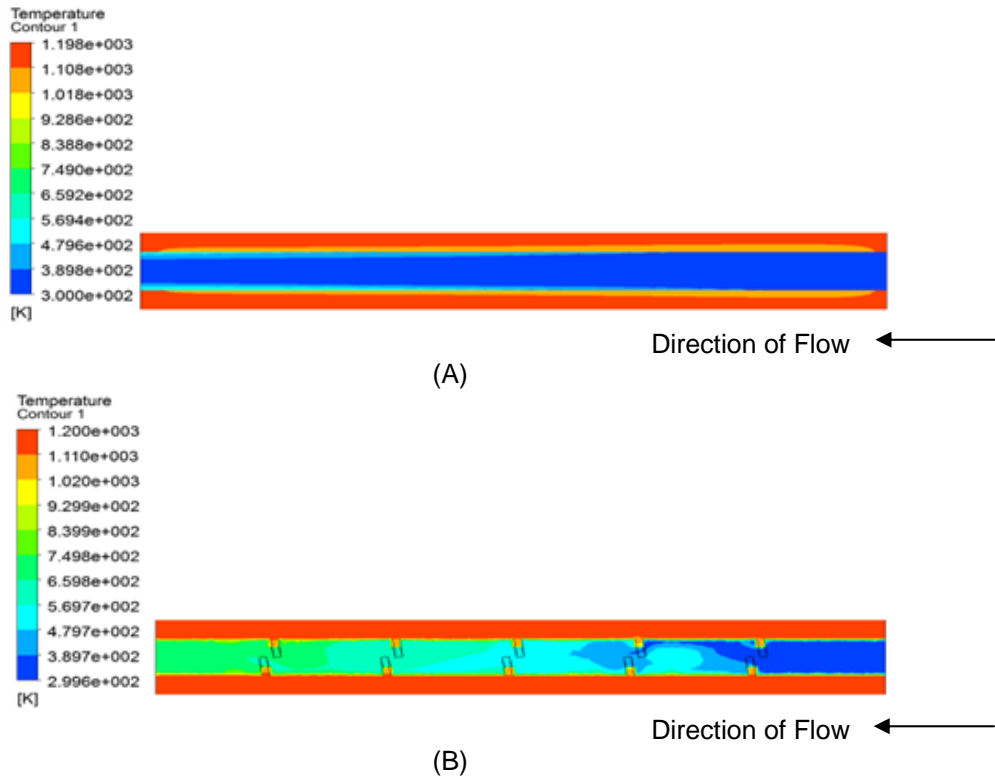 Temperature
Contour 1
1.198e+003
1.108e+003
1.018e+003
9.286e+002
8.388e+002
7.490e+002
6.592e+002
5.694e+002
4.796e+002
3.898e+002
3.000e+002
[K]
Direction of Flow
(A)
Temperature
Contour 1
1.200e+003
1.110e+003
1.020e+003
9.299e+002
8.399e+002
7.498e+002
6.598e+002
5.697e+002
4.797e+002
3.897e+002
2.996e+002
[K]
Direction of Flow
(B)